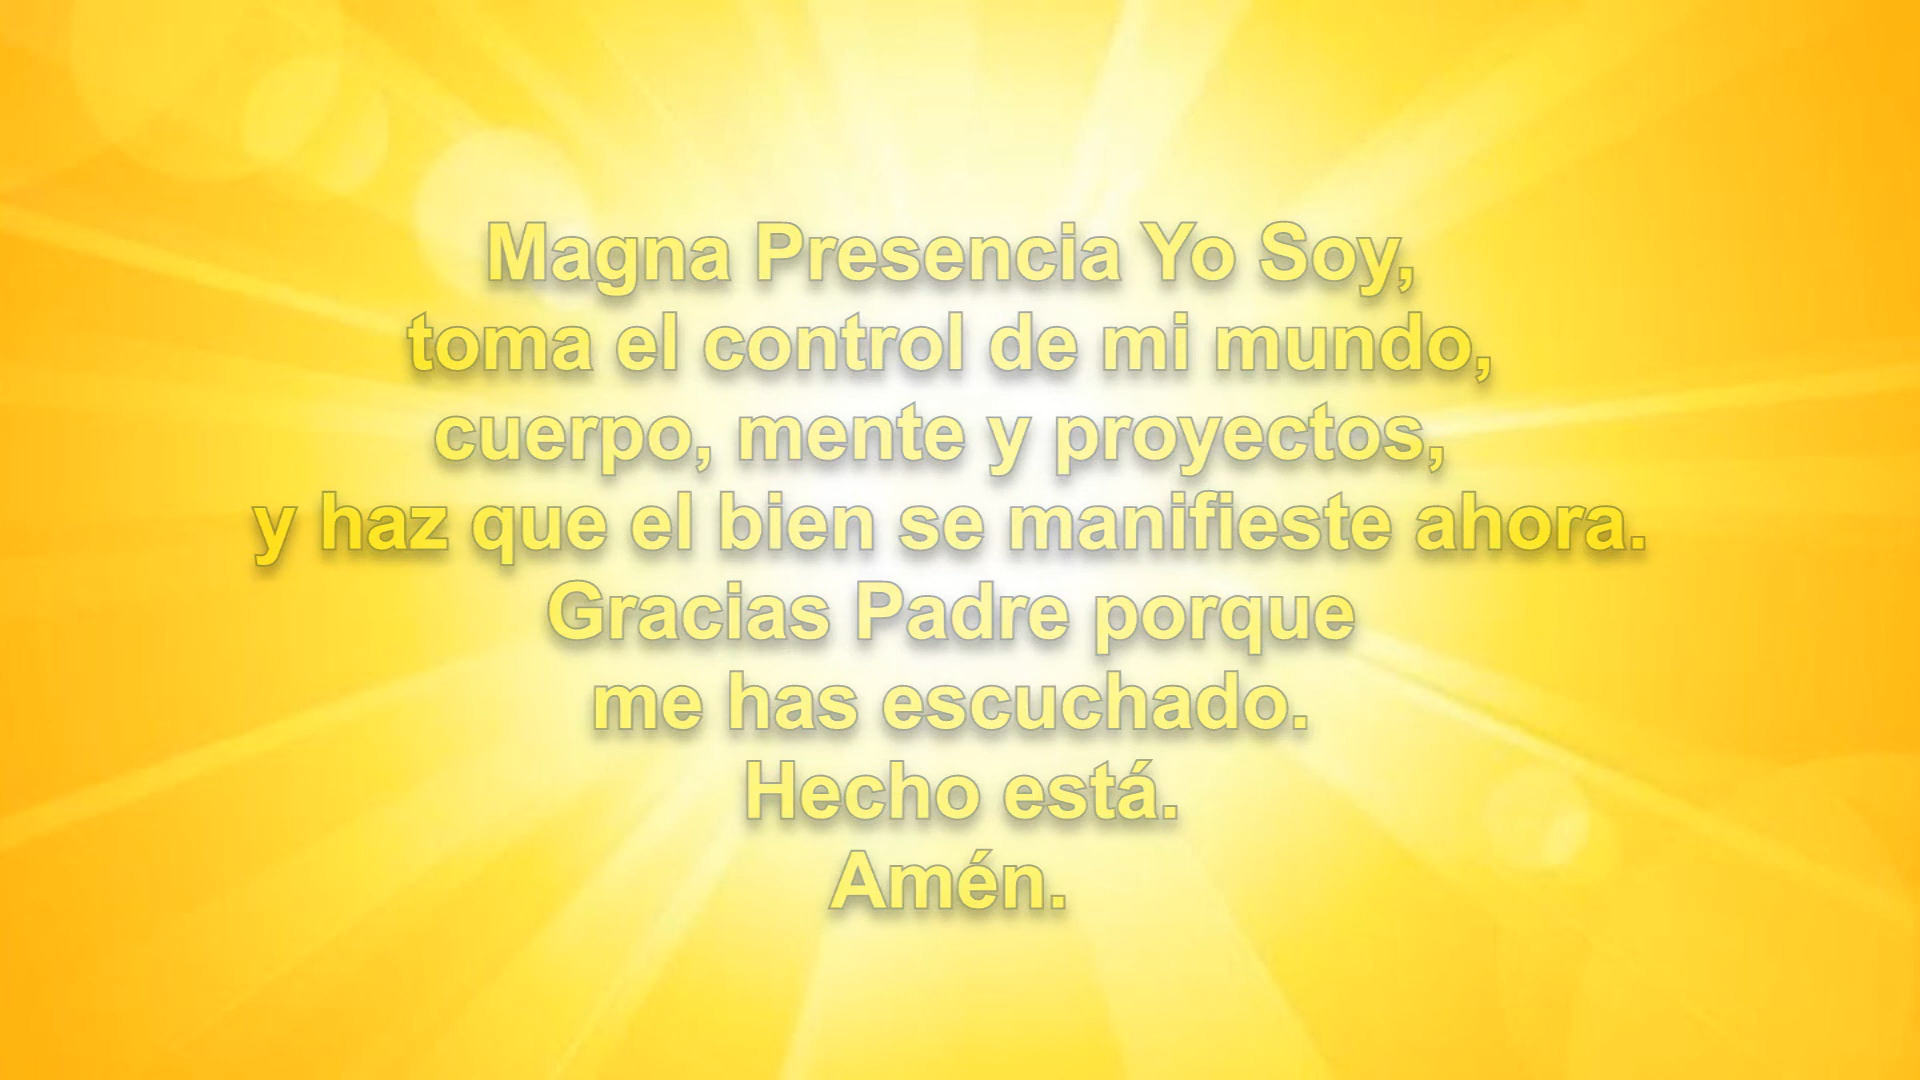 Magna Presencia Yo Soy,
toma el control de mi mundo,
cuerpo, mente y proyectos,
y haz que el bien se manifieste ahora.
Gracias Padre porque
me has escuchado.
Hecho está.
Amén.